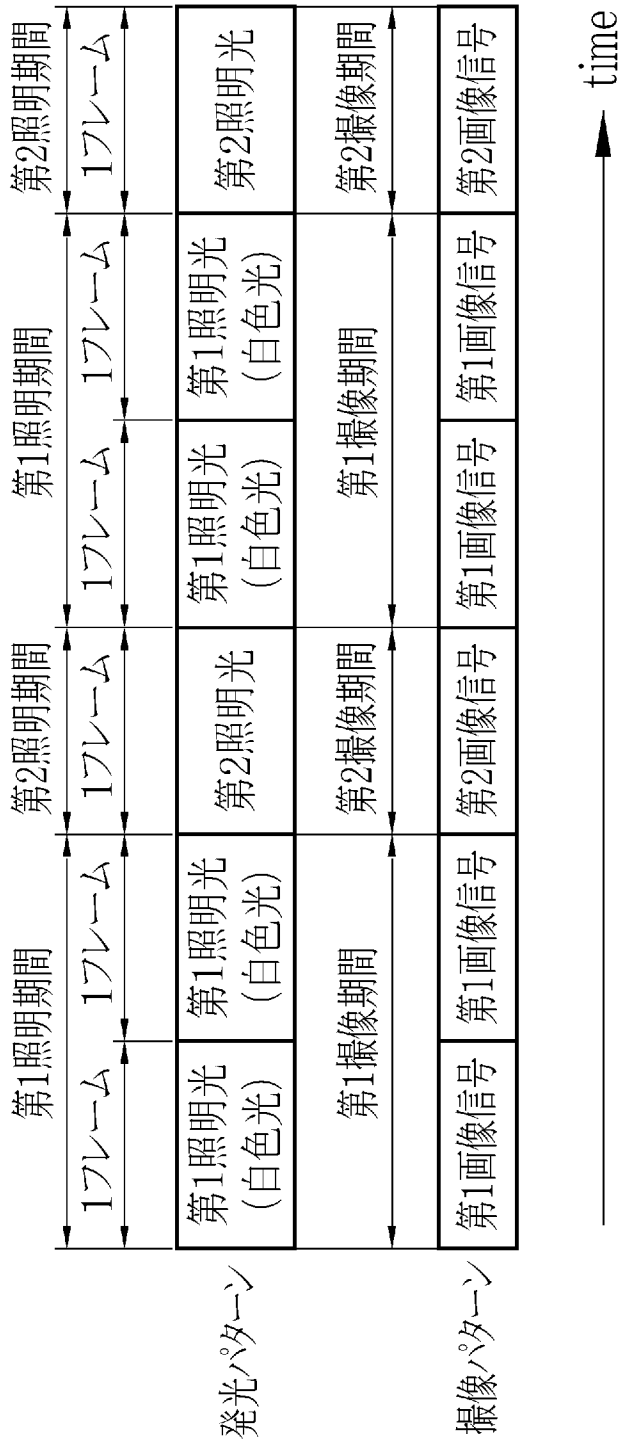 第1照明期間 第2照明期間 第1照明期間 第2照明期間
1フレーム 1フレーム 1フレーム 1フレーム 1フレーム 1フレーム
発光パターン
第1照明光 第1照明光 第2照明光 第1照明光 第1照明光 第2照明光
(白色光) (白色光) (白色光) (白色光)
第1撮像期間 第2撮像期間 第1撮像期間 第2撮像期間
撮像パターン 第1画像信号 第1画像信号 第2画像信号 第1画像信号 第1画像信号 第2画像信号
time